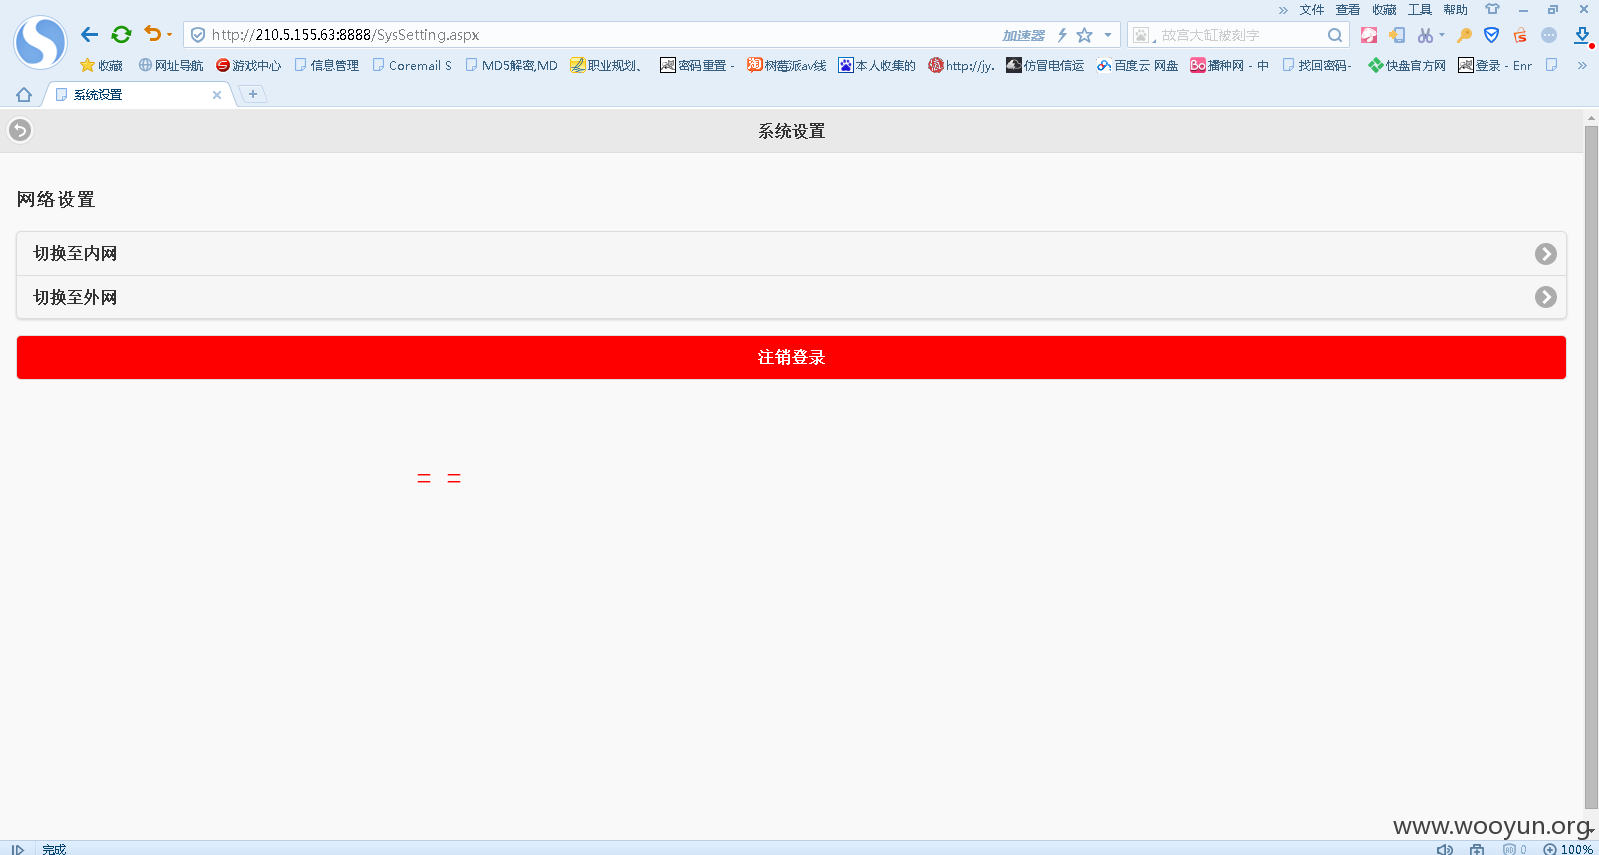 » 文件 查看 收藏 工具 帮助
http://210.5.155.63:8888/SysSetting.aspx 加速器 故宫大缸被刻字
收藏 网址导航 游戏中心 信息管理 Coremail S MD5解密,MD 职业规划、 密码重置 - 树莓派av线 本人收集的 http://jy. 仿冒电信运 百度云 网盘 播种网 - 中 找回密码- 快盘官方网 登录 - Enr »
系统设置
系统设置
网络设置
切换至内网
切换至外网
注销登录
= =
www.wooyun.org
完成 0 100%